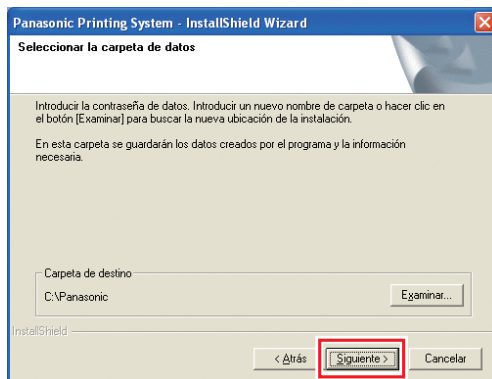 Panasonic Printing System - InstallShield Wizard
Seleccionar la carpeta de datos
Introducir la contraseña de datos. Introducir un nuevo nombre de carpeta o hacer clic en
el botón [Examinar] para buscar la nueva ubicación de la instalación.
En esta carpeta se guardarán los datos creados por el programa y la información
necesaria.
Carpeta de destino
C:\Panasonic
Examinar...
InstallShield
< Atrás
Siguiente >
Cancelar